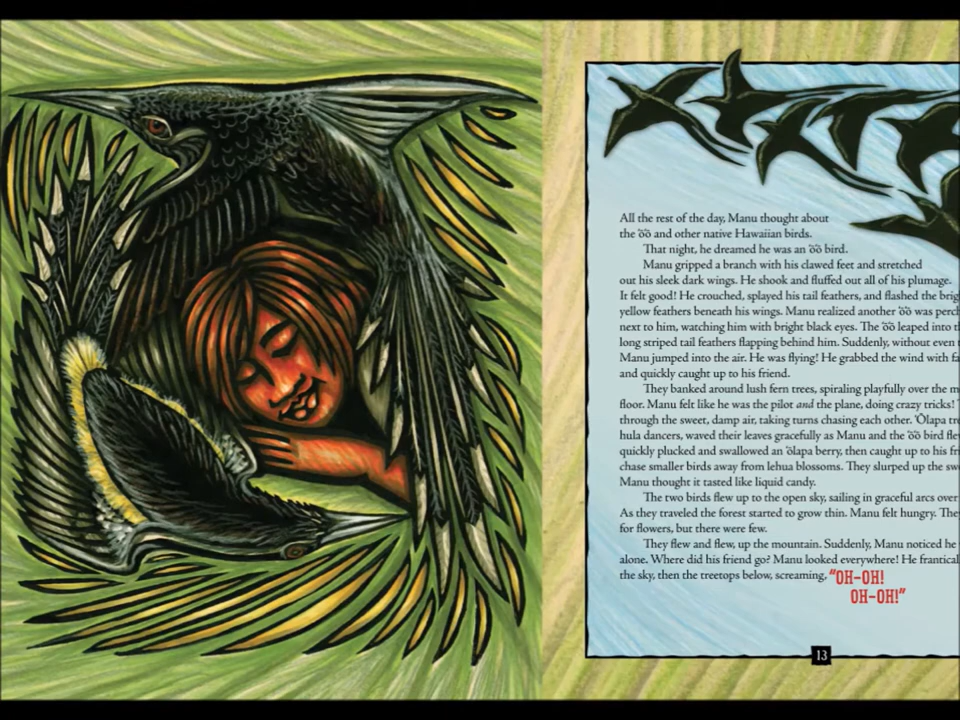 All the rest of the day, Manu thought about
the ʻōʻō and other native Hawaiian birds.
That night, he dreamed he was an ʻōʻō bird.
Manu gripped a branch with his clawed feet and stretched
out his sleek dark wings. He shook and fluffed out all of his plumage.
It felt good! He crouched, splayed his tail feathers, and flashed the
yellow feathers beneath his wings. Manu realized another ʻōʻō was
next to him, watching him with bright black eyes. The ʻōʻō leaped into
long striped tail feathers flapping behind him. Suddenly, without even
Manu jumped into the air. He was flying! He grabbed the wind with
and quickly caught up to his friend.
They banked around lush fern trees, spiraling playfully over the
floor. Manu felt like he was the pilot and the plane, doing crazy tricks!
through the sweet, damp air, taking turns chasing each other. ʻŌlapa
hula dancers, waved their leaves gracefully as Manu and the ʻōʻō bird
quickly plucked and swallowed an ʻōlapa berry, then caught up to his
chase smaller birds away from lehua blossoms. They slurped up the
Manu thought it tasted like liquid candy.
The two birds flew up to the open sky, sailing in graceful arcs over
As they traveled the forest started to grow thin. Manu felt hungry.
for flowers, but there were few.
They flew and flew, up the mountain. Suddenly, Manu noticed he
alone. Where did his friend go? Manu looked everywhere! He
the sky, then the treetops below, screaming, "OH-OH!
OH-OH!"
13